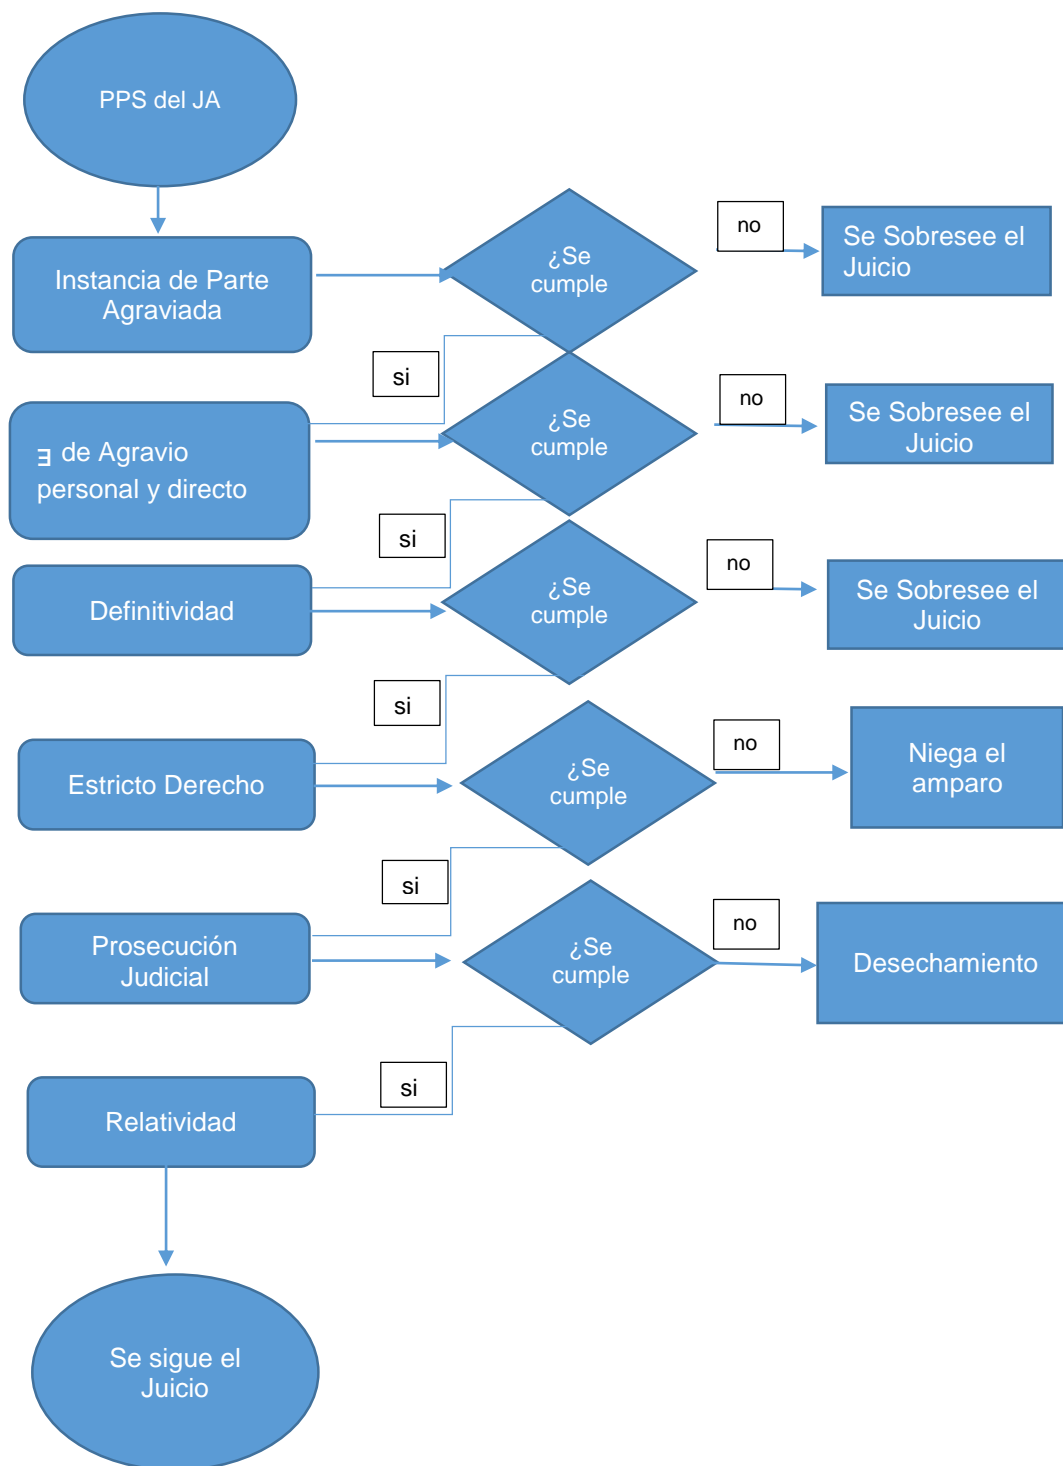 PPS del JA
Instancia de Parte
Agraviada
¿Se
cumple
no
Se Sobresee el
Juicio
si
∃ de Agravio
personal y directo
¿Se
cumple
no
Se Sobresee el
Juicio
si
Definitividad
¿Se
cumple
no
Se Sobresee el
Juicio
si
Estricto Derecho
¿Se
cumple
no
Niega el
amparo
si
Prosecución
Judicial
¿Se
cumple
no
Desechamiento
si
Relatividad
Se sigue el
Juicio